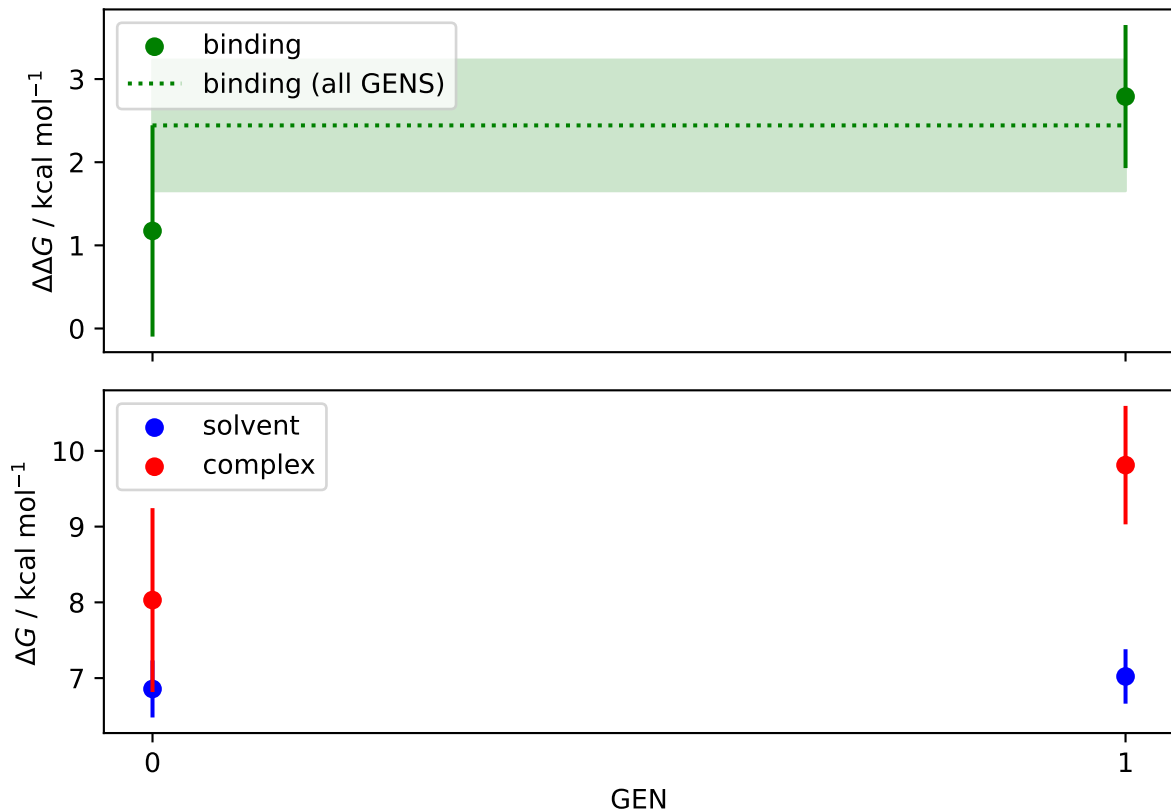 binding
binding (all GENS)
3
2
1
0
ΔΔG / kcal mol⁻¹
solvent
complex
10
9
8
7
ΔG / kcal mol⁻¹
0 1
GEN